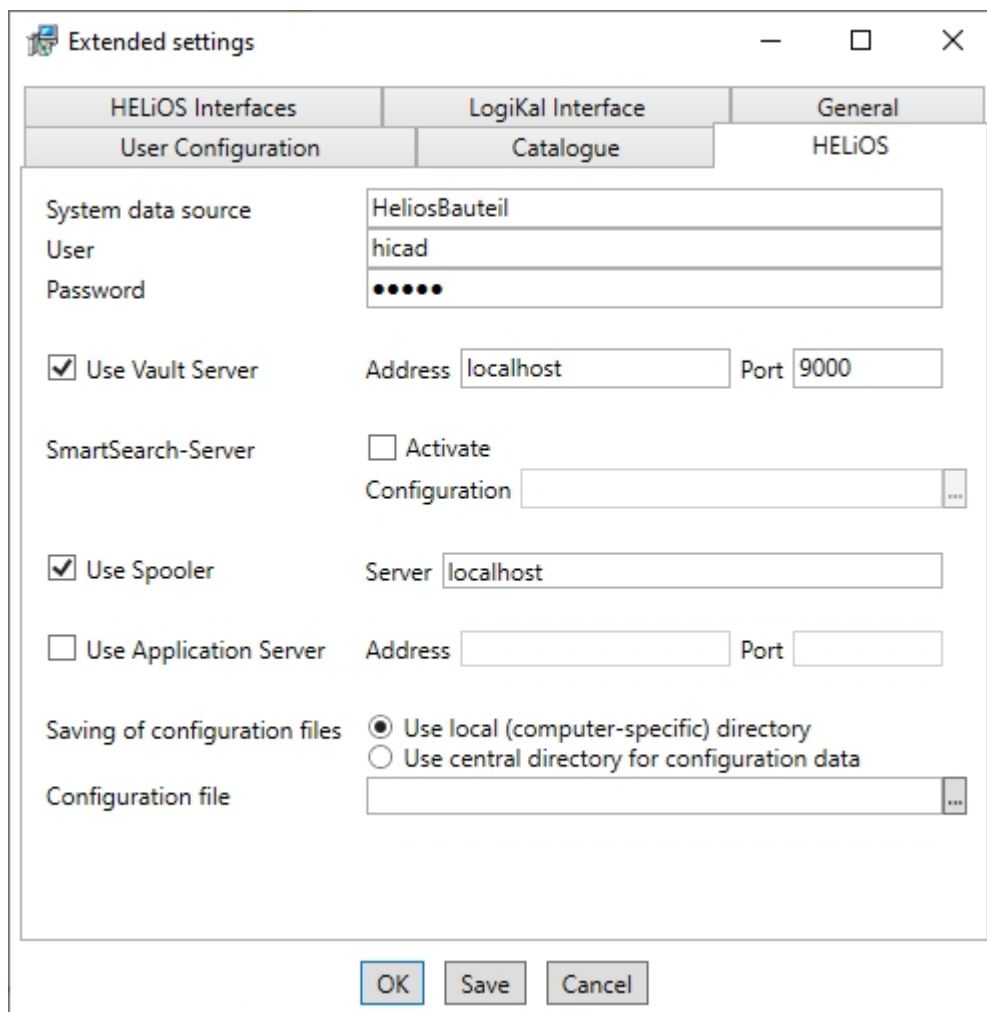 Extended settings
HELiOS Interfaces LogiKal Interface General
User Configuration Catalogue HELiOS
System data source HeliosBauteil
User hicad
Password •••••
Use Vault Server Address localhost Port 9000
SmartSearch-Server Activate
Configuration ...
Use Spooler Server localhost
Use Application Server Address Port
Saving of configuration files Use local (computer-specific) directory
Use central directory for configuration data
Configuration file ...
OK Save Cancel